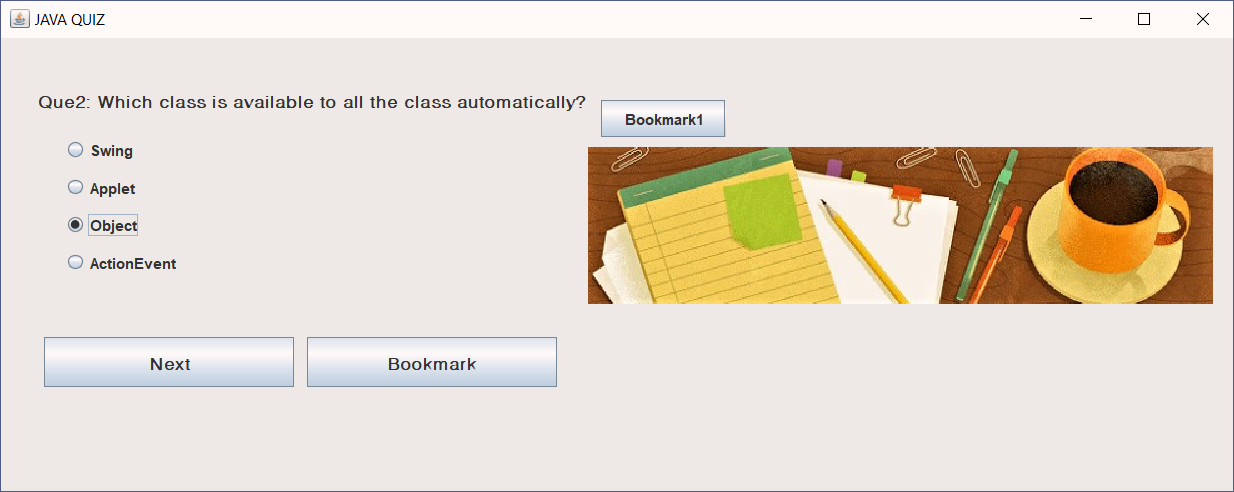 JAVA QUIZ
Que2: Which class is available to all the class automatically?
Bookmark1
Swing
Applet
Object
ActionEvent
Next
Bookmark